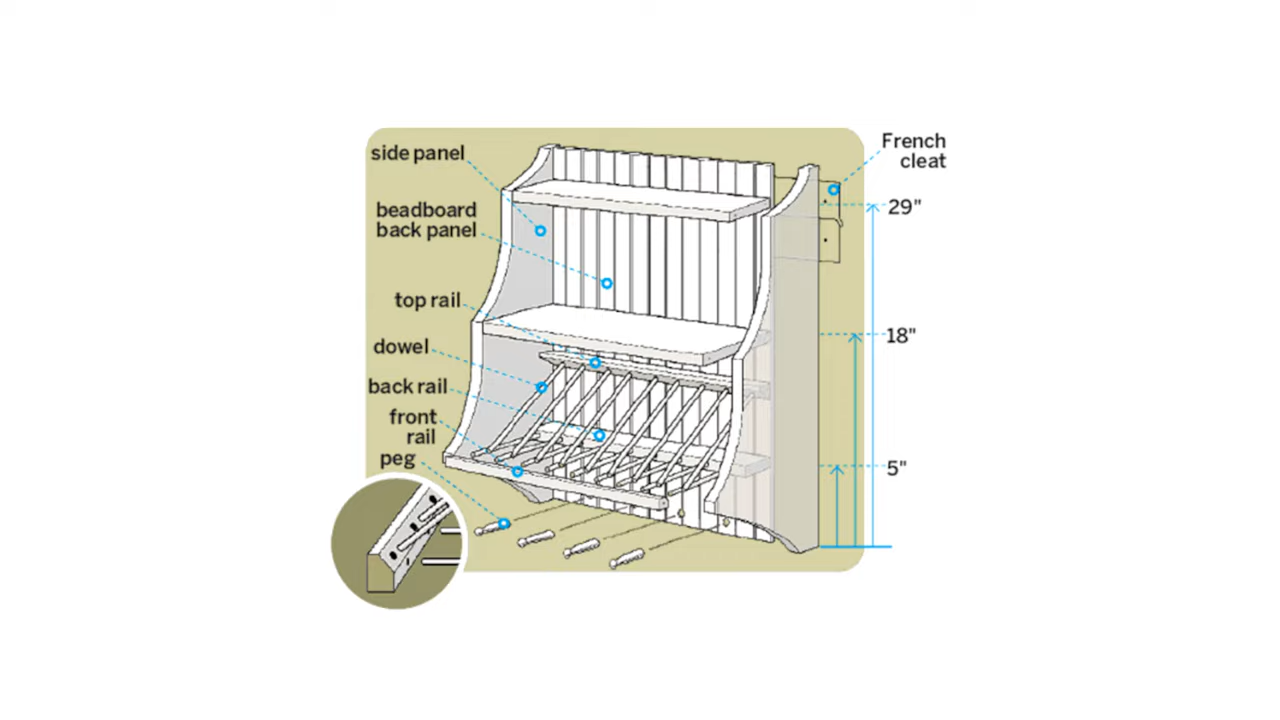 side panel
beadboard
back panel
top rail
dowel
back rail
front
rail
peg
French
cleat
29"
18"
5"